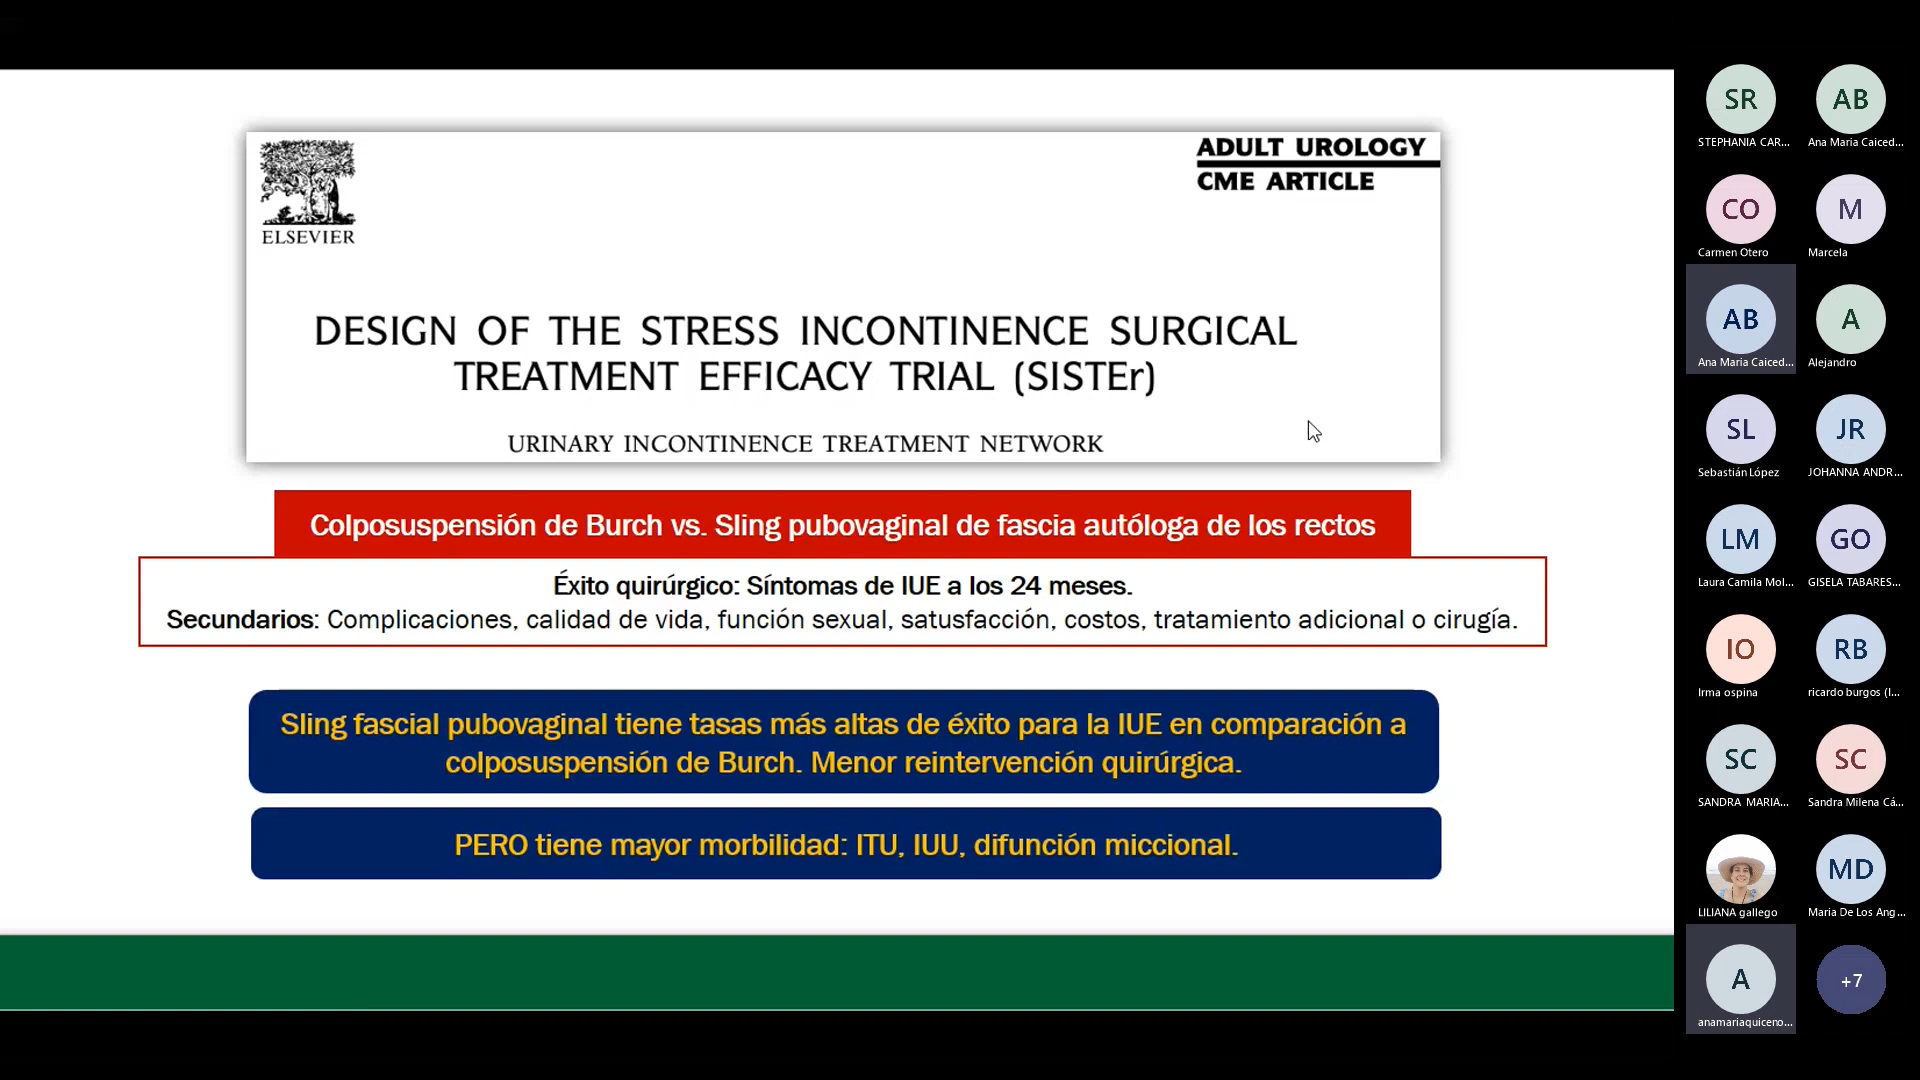 ELSEVIER
ADULT UROLOGY
CME ARTICLE
DESIGN OF THE STRESS INCONTINENCE SURGICAL
TREATMENT EFFICACY TRIAL (SISTEr)
URINARY INCONTINENCE TREATMENT NETWORK
Colposuspensión de Burch vs. Sling pubovaginal de fascia autóloga de los rectos
Éxito quirúrgico: Síntomas de IUE a los 24 meses.
Secundarios: Complicaciones, calidad de vida, función sexual, satusfacción, costos, tratamiento adicional o cirugía.
Sling fascial pubovaginal tiene tasas más altas de éxito para la IUE en comparación a
colposuspensión de Burch. Menor reintervención quirúrgica.
PERO tiene mayor morbilidad: ITU, IUU, difunción miccional.
SR
STEPHANIA CAR...
AB
Ana Maria Caiced...
CO
Carmen Otero
M
Marcela
AB
Ana Maria Caiced...
A
Alejandro
SL
Sebastián López
JR
JOHANNA ANDR...
LM
Laura Camila Mol...
GO
GISELA TABARES...
IO
Irma ospina
RB
ricardo burgos (I...
SC
SANDRA MARIA...
SC
Sandra Milena Cá...
LILIANA gallego
MD
Maria De Los Ang...
A
anamariaquiceno...
+7